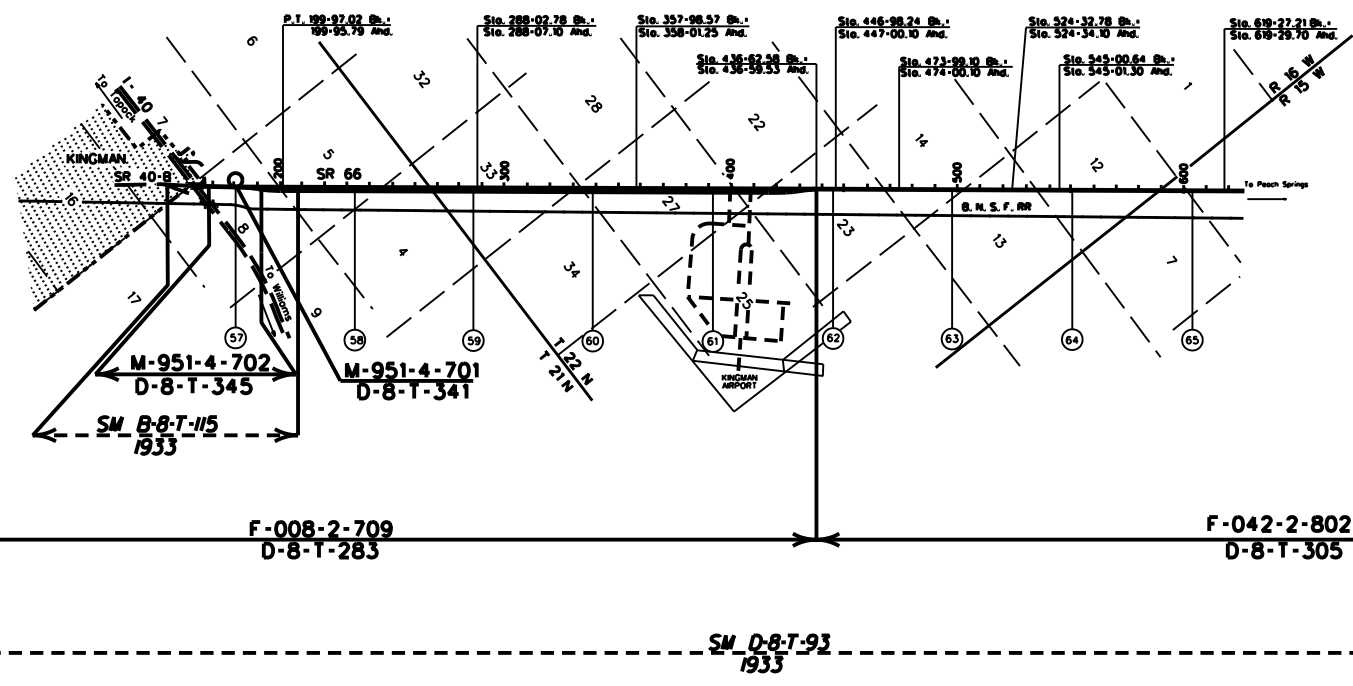 P.T. 199+97.02 Bk.=
199+95.79 Ahd.
Sta. 288+02.78 Bk.=
Sta. 288+07.10 Ahd.
Sta. 357+98.57 Bk.=
Sta. 358+01.25 Ahd.
Sta. 436+62.58 Bk.=
Sta. 436+59.53 Ahd.
Sta. 446+98.24 Bk.=
Sta. 447+00.10 Ahd.
Sta. 473+99.10 Bk.=
Sta. 474+00.10 Ahd.
Sta. 524+32.78 Bk.=
Sta. 524+34.10 Ahd.
Sta. 545+00.64 Bk.=
Sta. 545+01.30 Ahd.
Sta. 619+27.21 Bk.=
Sta. 619+29.70 Ahd.
R 16 W
R 15 W
6
32
28
22
14
12
1
I-40
To Topock
7
5
33
KINGMAN
SR 40-B
SR 66
200
300
400
500
600
To Peach Springs
B. N. S. F. RR
16
17
8
9
4
34
27
25
23
13
7
To Williams
57
58
59
60
61
62
63
64
65
T 22 N
T 21 N
KINGMAN
AIRPORT
M-951-4-702
D-8-T-345
M-951-4-701
D-8-T-341
SM B-8-T-115
1933
F-008-2-709
D-8-T-283
F-042-2-802
D-8-T-305
SM D-8-T-93
1933